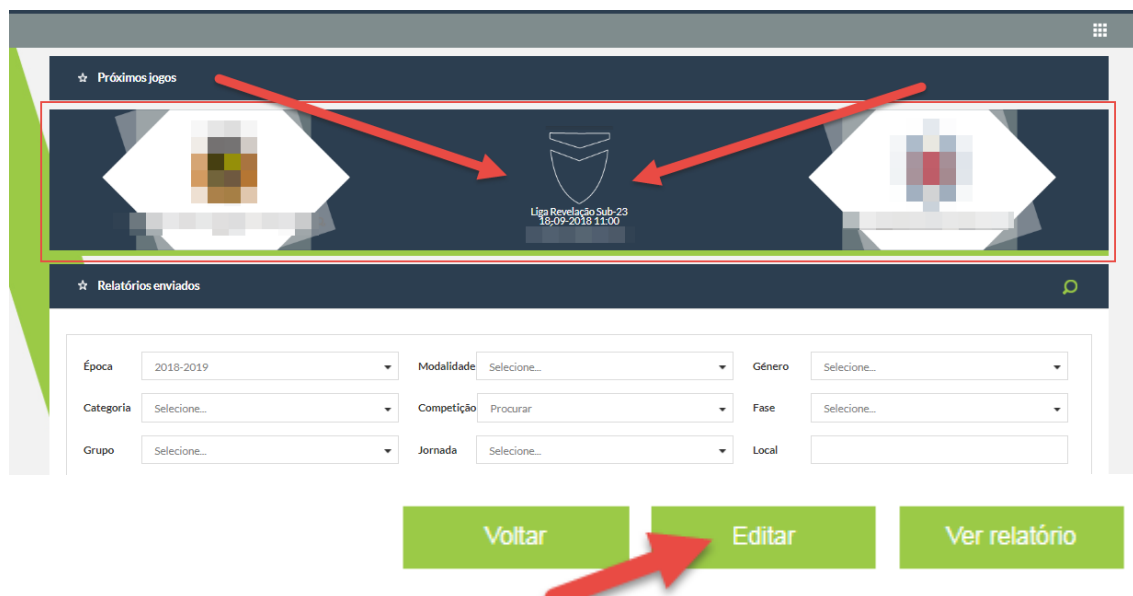 Próximos jogos
Liga Revelação Sub-23
18-09-2018 11:00
Relatórios enviados
Época 2018-2019 Modalidade Selecione... Género Selecione...
Categoria Selecione... Competição Procurar Fase Selecione...
Grupo Selecione... Jornada Selecione... Local
Voltar Editar Ver relatório